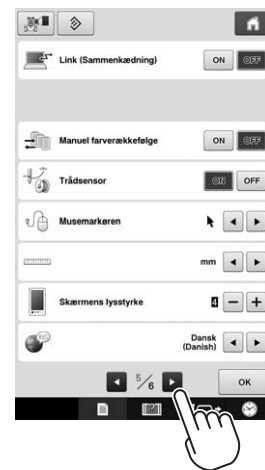 Link (Sammenkædning) ON OFF
Manuel farverækkefølge ON OFF
Trådsensor ON OFF
Musemarkøren
mm
Skærmens lysstyrke 4 − +
Dansk
(Danish)
5/6 OK